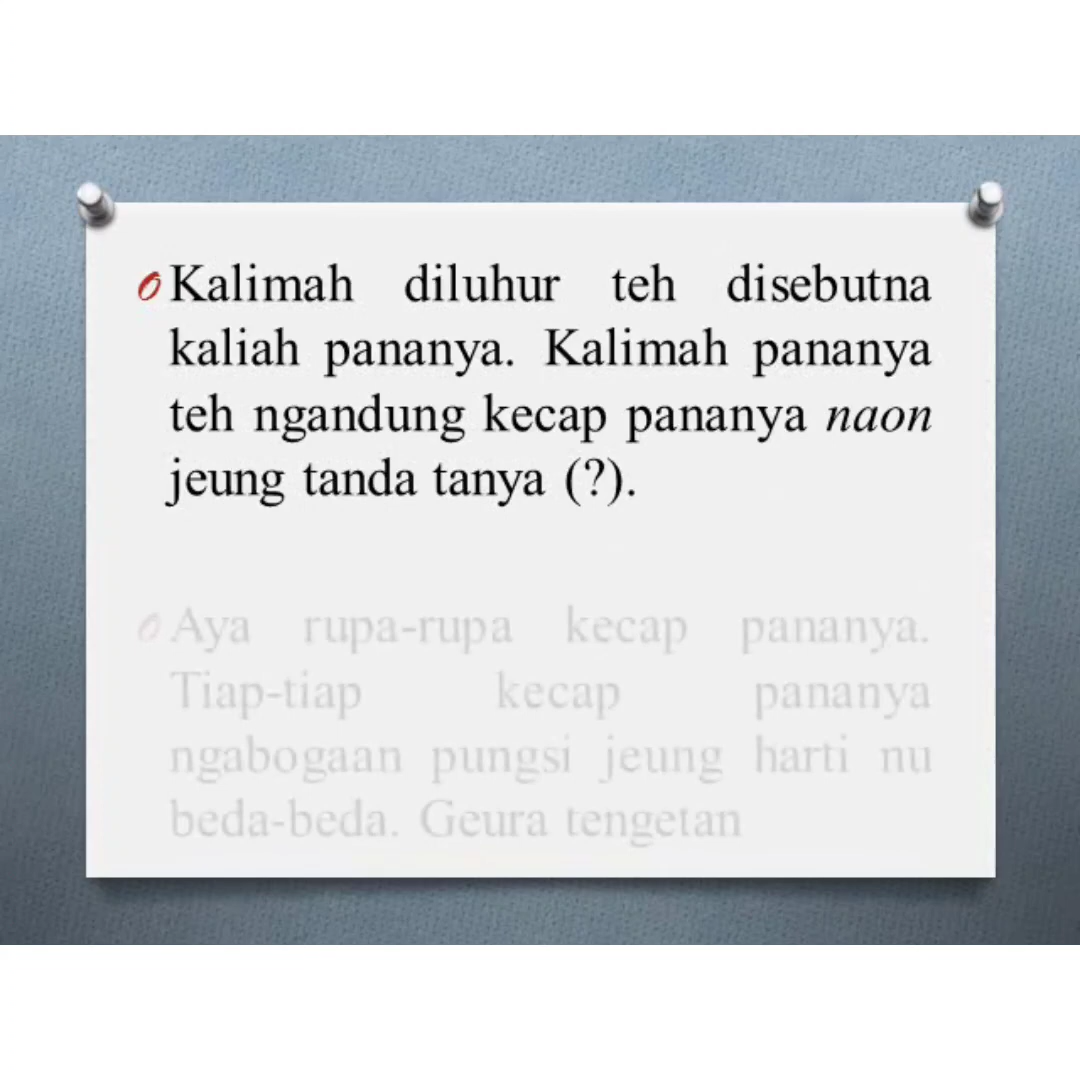 Kalimah diluhur teh disebutna
kaliah pananya. Kalimah pananya
teh ngandung kecap pananya naon
jeung tanda tanya (?).
Aya rupa-rupa kecap pananya.
Tiap-tiap kecap pananya
ngabogaan pungsi jeung harti nu
beda-beda. Geura tengetan